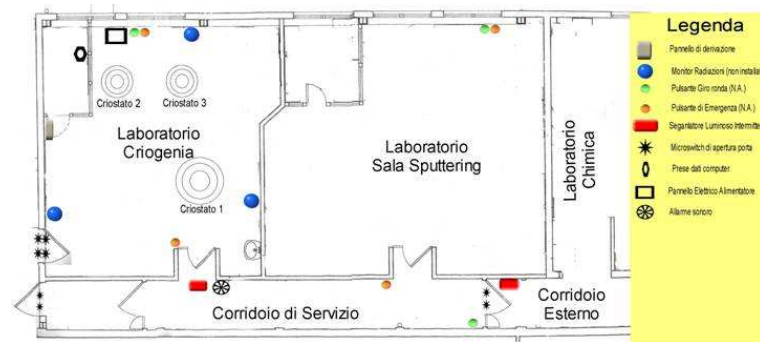 Legenda
Pannello di derivazione
Monitor Radiazioni (non installa
Pulsante Giro ronda (N.A.)
Pulsante di Emergenza (N.A.)
Segantalore Luminoso Intermitte
Microswitch di apertura porta
Prese dati computer
Pannello Elettrico Alimentatore
Allarme sonoro
Criostato 2
Criostato 3
Laboratorio
Criogenia
Criostato 1
Laboratorio
Sala Sputtering
Laboratorio
Chimica
Corridoio di Servizio
Corridoio
Esterno